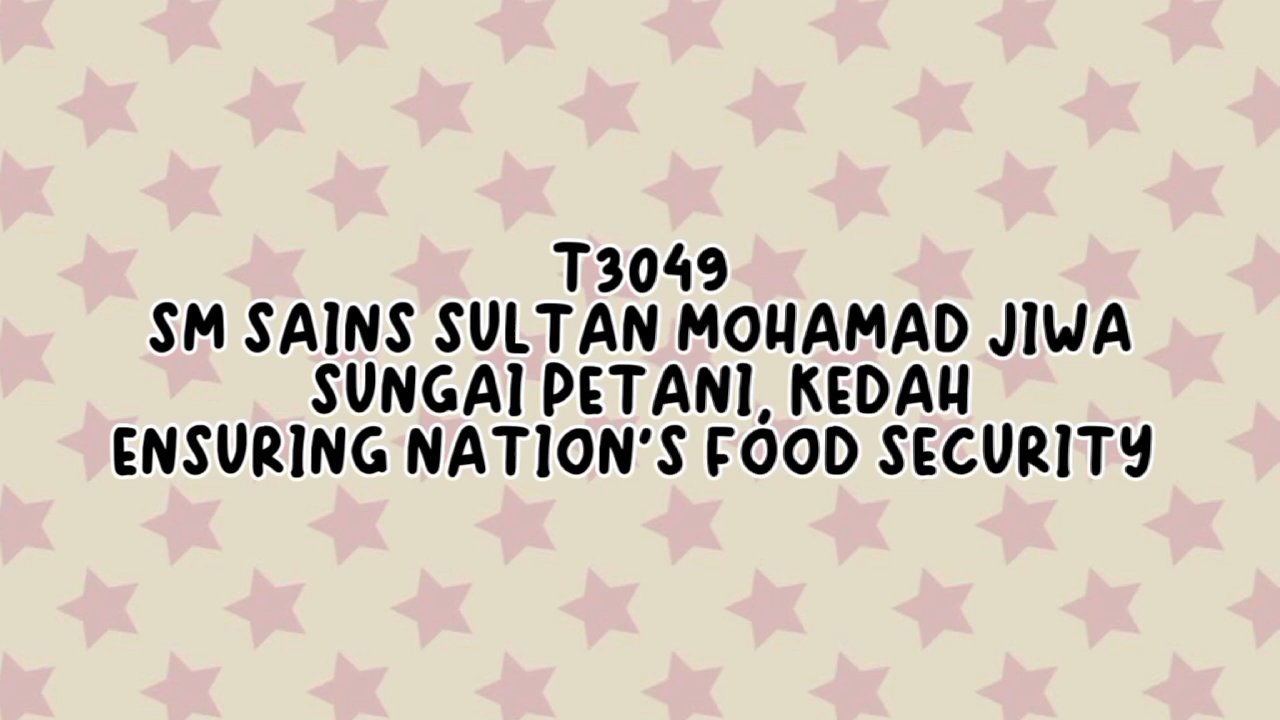 T3049
SM SAINS SULTAN MOHAMAD JIWA
SUNGAI PETANI, KEDAH
ENSURING NATION'S FOOD SECURITY